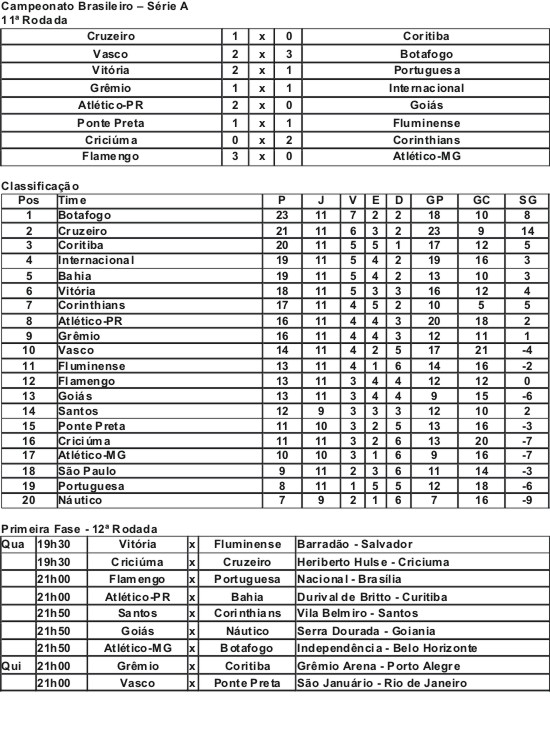 Campeonato Brasileiro – Série A
11ª Rodada
Cruzeiro 1 x 0 Coritiba
Vasco 2 x 3 Botafogo
Vitória 2 x 1 Portuguesa
Grêmio 1 x 1 Internacional
Atlético-PR 2 x 0 Goiás
Ponte Preta 1 x 1 Fluminense
Criciúma 0 x 2 Corinthians
Flamengo 3 x 0 Atlético-MG
Classificação
Pos Time P J V E D GP GC SG
1 Botafogo 23 11 7 2 2 18 10 8
2 Cruzeiro 21 11 6 3 2 23 9 14
3 Coritiba 20 11 5 5 1 17 12 5
4 Internacional 19 11 5 4 2 19 16 3
5 Bahia 19 11 5 4 2 13 10 3
6 Vitória 18 11 5 3 3 16 12 4
7 Corinthians 17 11 4 5 2 10 5 5
8 Atlético-PR 16 11 4 4 3 20 18 2
9 Grêmio 16 11 4 4 3 12 11 1
10 Vasco 14 11 4 2 5 17 21 -4
11 Fluminense 13 11 4 1 6 14 16 -2
12 Flamengo 13 11 3 4 4 12 12 0
13 Goiás 13 11 3 4 4 9 15 -6
14 Santos 12 9 3 3 3 12 10 2
15 Ponte Preta 11 10 3 2 5 13 16 -3
16 Criciúma 11 11 3 2 6 13 20 -7
17 Atlético-MG 10 10 3 1 6 9 16 -7
18 São Paulo 9 11 2 3 6 11 14 -3
19 Portuguesa 8 11 1 5 5 12 18 -6
20 Náutico 7 9 2 1 6 7 16 -9
Primeira Fase - 12ª Rodada
Qua 19h30 Vitória x Fluminense Barradão - Salvador
19h30 Criciúma x Cruzeiro Heriberto Hulse - Criciuma
21h00 Flamengo x Portuguesa Nacional - Brasília
21h00 Atlético-PR x Bahia Durival de Britto - Curitiba
21h50 Santos x Corinthians Vila Belmiro - Santos
21h50 Goiás x Náutico Serra Dourada - Goiania
21h50 Atlético-MG x Botafogo Independência - Belo Horizonte
Qui 21h00 Grêmio x Coritiba Grêmio Arena - Porto Alegre
21h00 Vasco x Ponte Preta São Januário - Rio de Janeiro